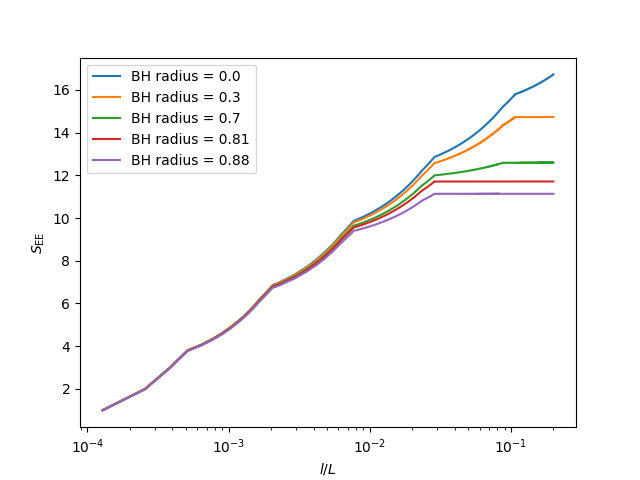 BH radius = 0.0
BH radius = 0.3
BH radius = 0.7
BH radius = 0.81
BH radius = 0.88
16
14
12
10
8
6
4
2
S_EE
10⁻⁴ 10⁻³ 10⁻² 10⁻¹
l/L